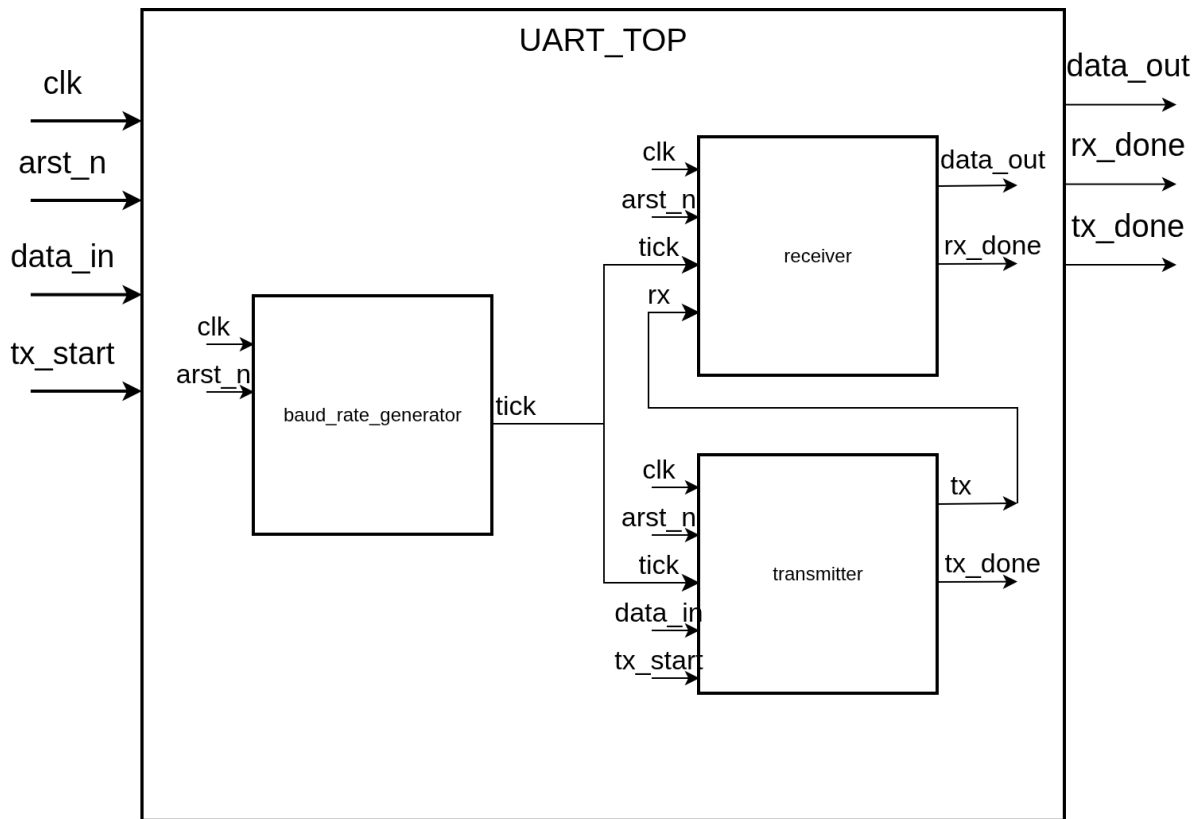 UART_TOP
clk
arst_n
data_in
tx_start
data_out
rx_done
tx_done
clk
arst_n
baud_rate_generator
tick
clk
arst_n
tick
rx
receiver
data_out
rx_done
clk
arst_n
tick
data_in
tx_start
transmitter
tx
tx_done